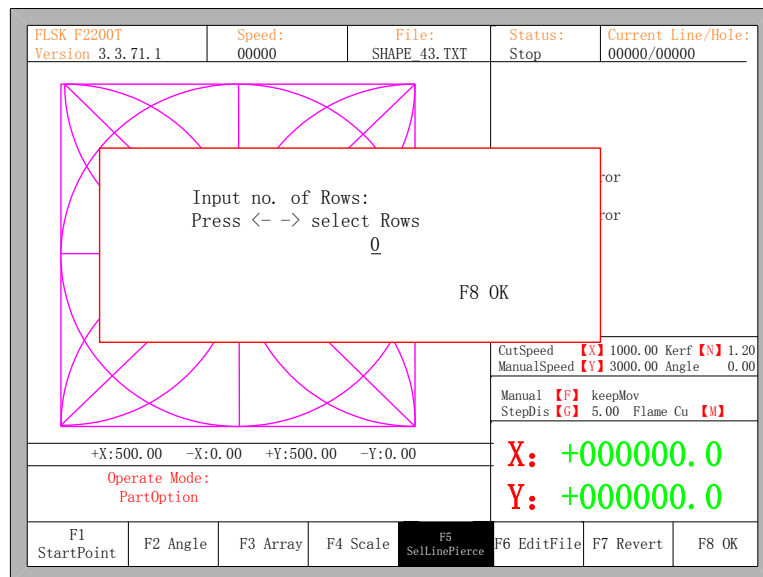 FLSK F2200T
Version 3.3.71.1
Speed:
00000
File:
SHAPE_43.TXT
Status:
Stop
Current Line/Hole:
00000/00000
ror
ror
Input no. of Rows:
Press <- -> select Rows
0
F8 OK
CutSpeed 【X】 1000.00 Kerf 【N】 1.20
ManualSpeed 【Y】 3000.00 Angle 0.00
Manual 【F】 keepMov
StepDis 【G】 5.00 Flame Cu 【M】
+X:500.00 -X:0.00 +Y:500.00 -Y:0.00
Operate Mode:
PartOption
X: +000000.0
Y: +000000.0
F1
StartPoint
F2 Angle
F3 Array
F4 Scale
F5
SelLinePierce
F6 EditFile
F7 Revert
F8 OK